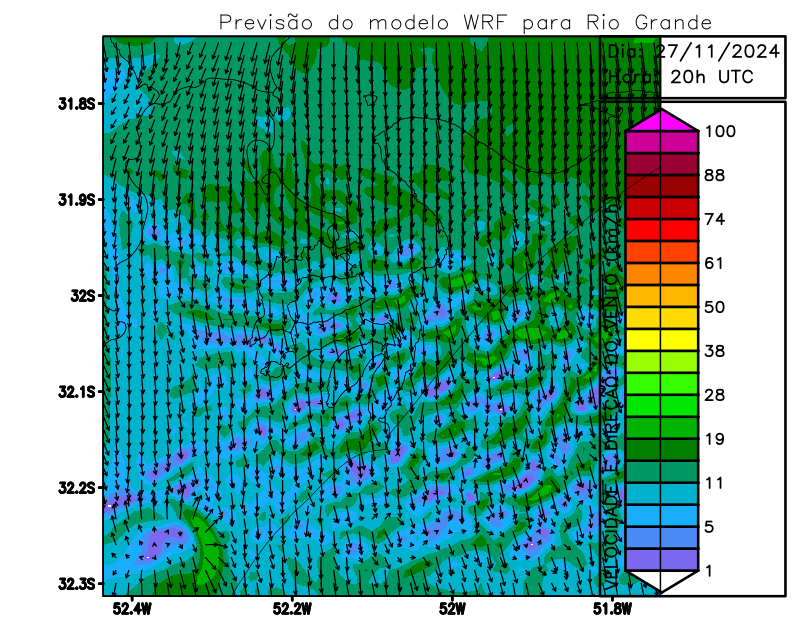 Previsão do modelo WRF para Rio Grande
Dia: 27/11/2024
Hora: 20h UTC
31.8S
31.9S
32S
32.1S
32.2S
32.3S
52.4W
52.2W
52W
51.8W
VELOCIDADE E DIREÇÃO DO VENTO (km/h)
100
88
74
61
50
38
28
19
11
5
1